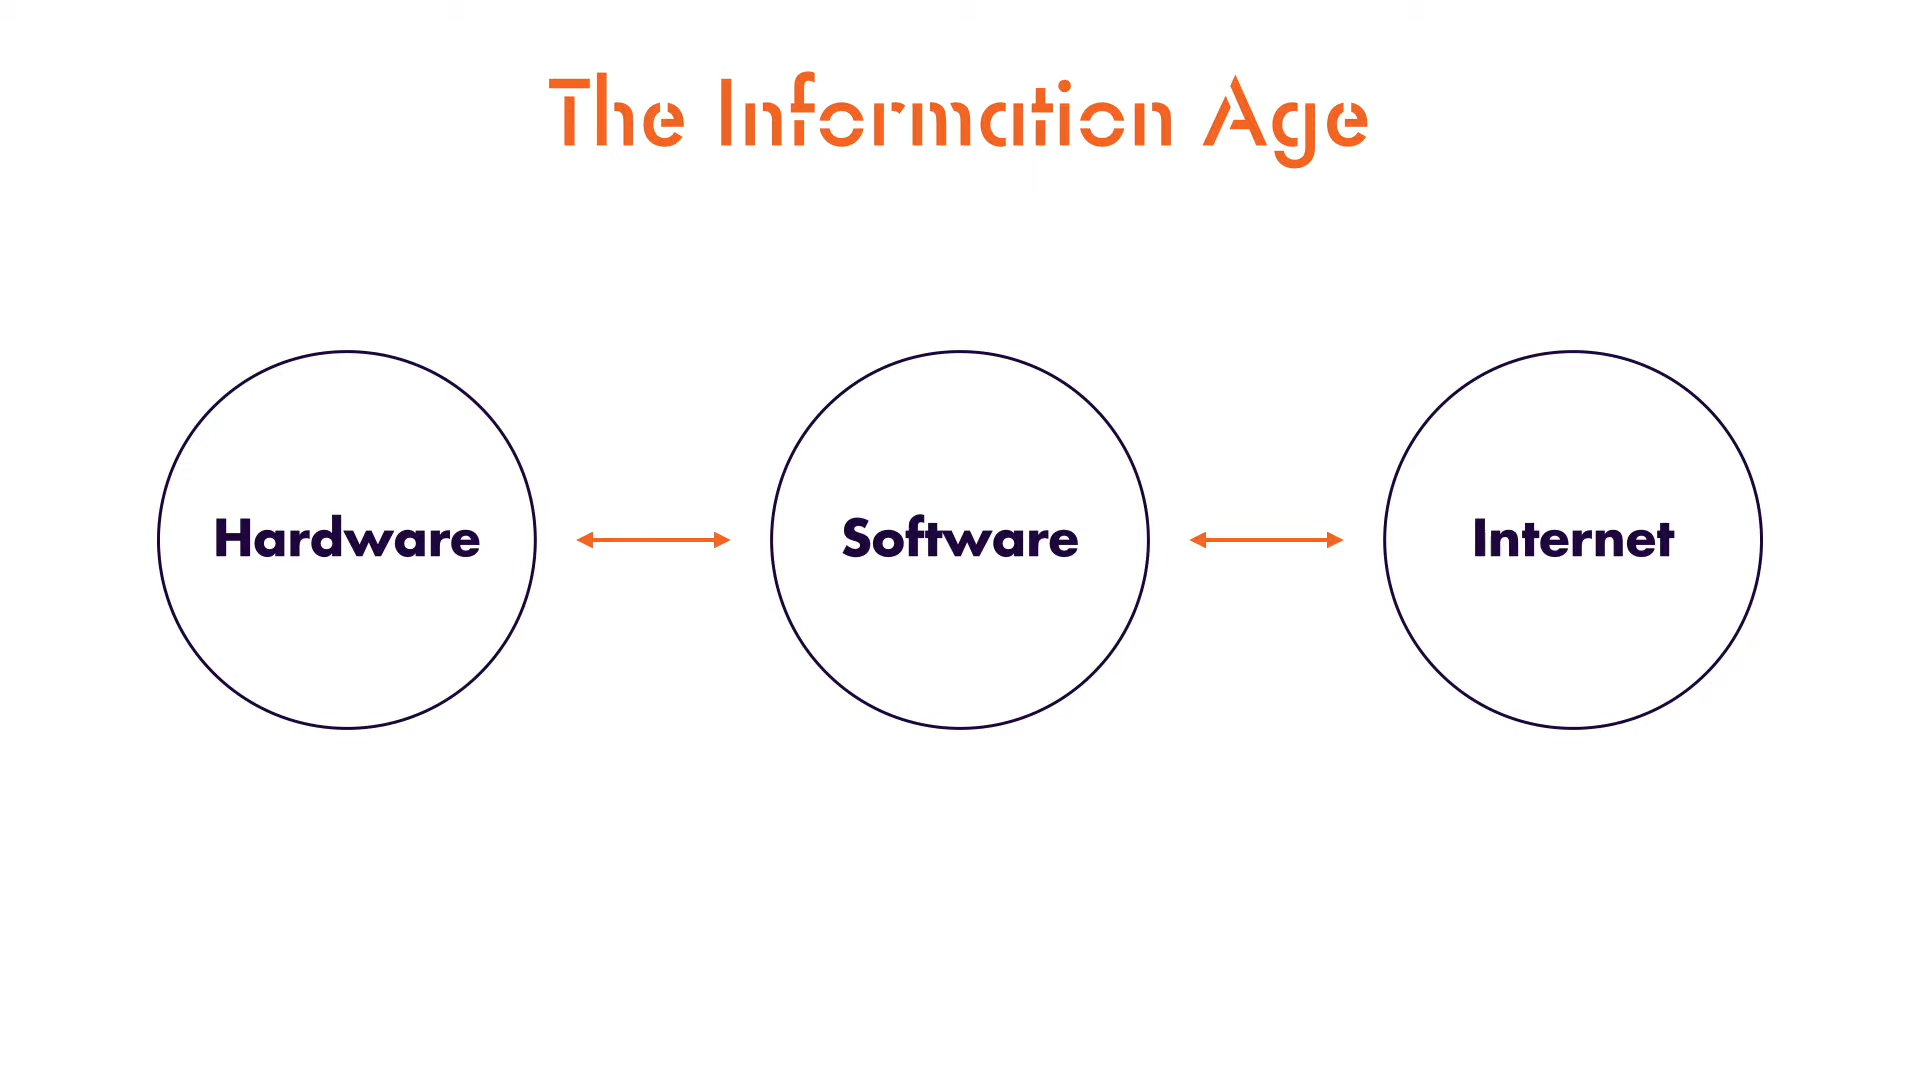 The Information Age
Hardware
Software
Internet